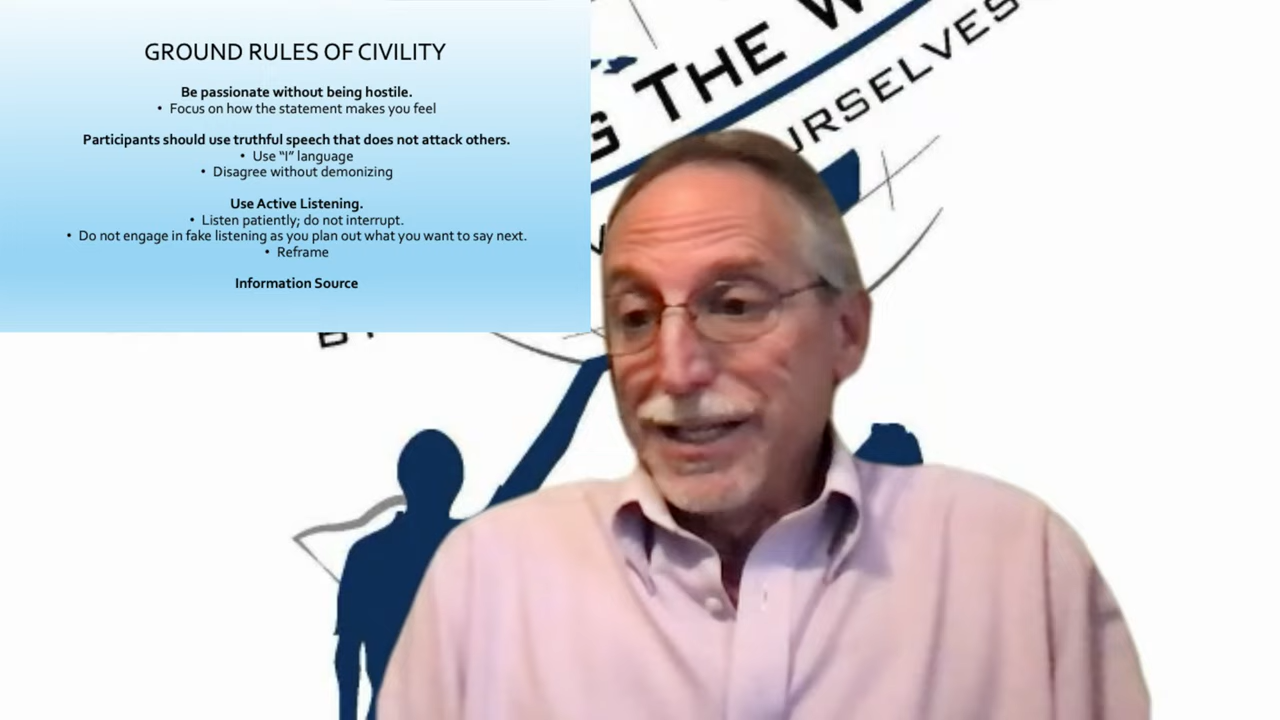 GROUND RULES OF CIVILITY
Be passionate without being hostile.
• Focus on how the statement makes you feel
Participants should use truthful speech that does not attack others.
• Use “I” language
• Disagree without demonizing
Use Active Listening.
• Listen patiently; do not interrupt.
• Do not engage in fake listening as you plan out what you want to say next.
• Reframe
Information Source
THE